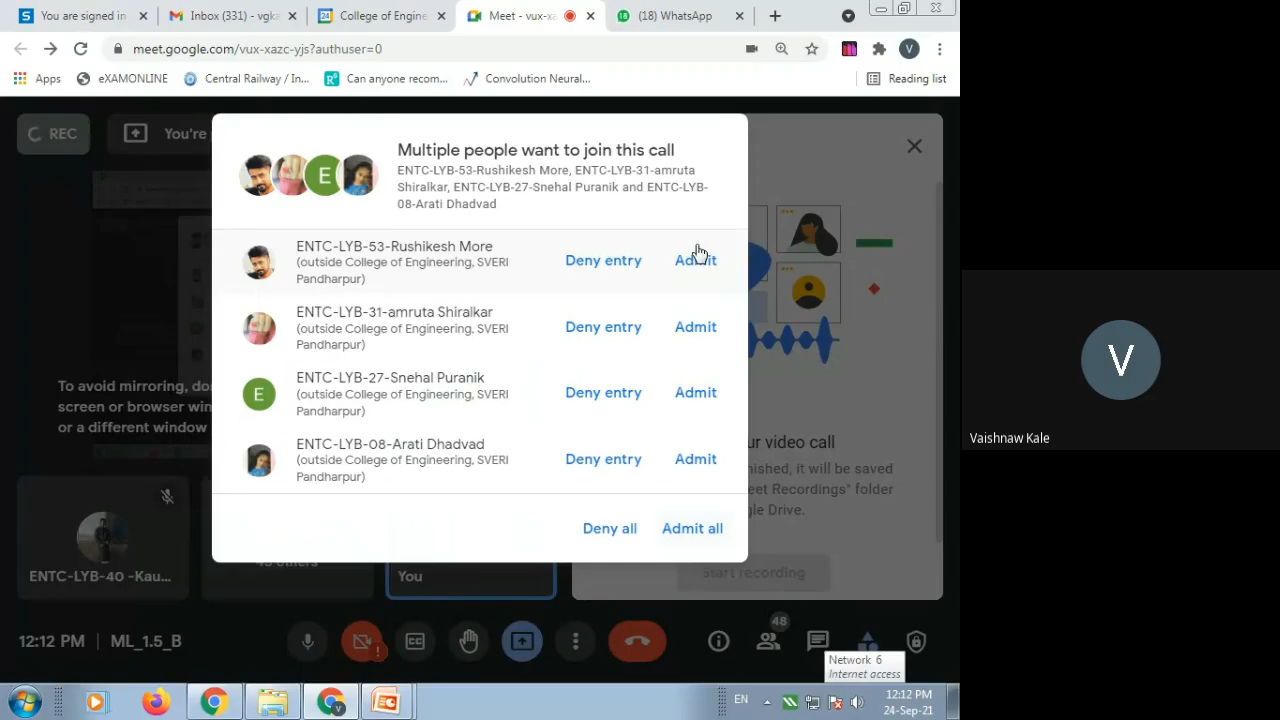 You are signed in
Inbox (331) - vgka
College of Engine
Meet - vux-xa
(18) WhatsApp
meet.google.com/vux-xazc-yjs?authuser=0
V
Apps
eXAMONLINE
Central Railway / In...
Can anyone recom...
Convolution Neural...
Reading list
REC
You're
Multiple people want to join this call
ENTC-LYB-53-Rushikesh More, ENTC-LYB-31-amruta
Shiralkar, ENTC-LYB-27-Snehal Puranik and ENTC-LYB-
08-Arati Dhadvad
E
ENTC-LYB-53-Rushikesh More
(outside College of Engineering, SVERI
Pandharpur)
Deny entry
Admit
ENTC-LYB-31-amruta Shiralkar
(outside College of Engineering, SVERI
Pandharpur)
Deny entry
Admit
E
ENTC-LYB-27-Snehal Puranik
(outside College of Engineering, SVERI
Pandharpur)
Deny entry
Admit
ENTC-LYB-08-Arati Dhadvad
(outside College of Engineering, SVERI
Pandharpur)
Deny entry
Admit
Deny all
Admit all
To avoid mirroring, do
screen or browser win
or a different window
ur video call
nished, it will be saved
eet Recordings" folder
gle Drive.
Start recording
ENTC-LYB-40 -Kau...
others
You
12:12 PM | ML_1.5_B
48
Network 6
Internet access
EN
12:12 PM
24-Sep-21
V
Vaishnaw Kale